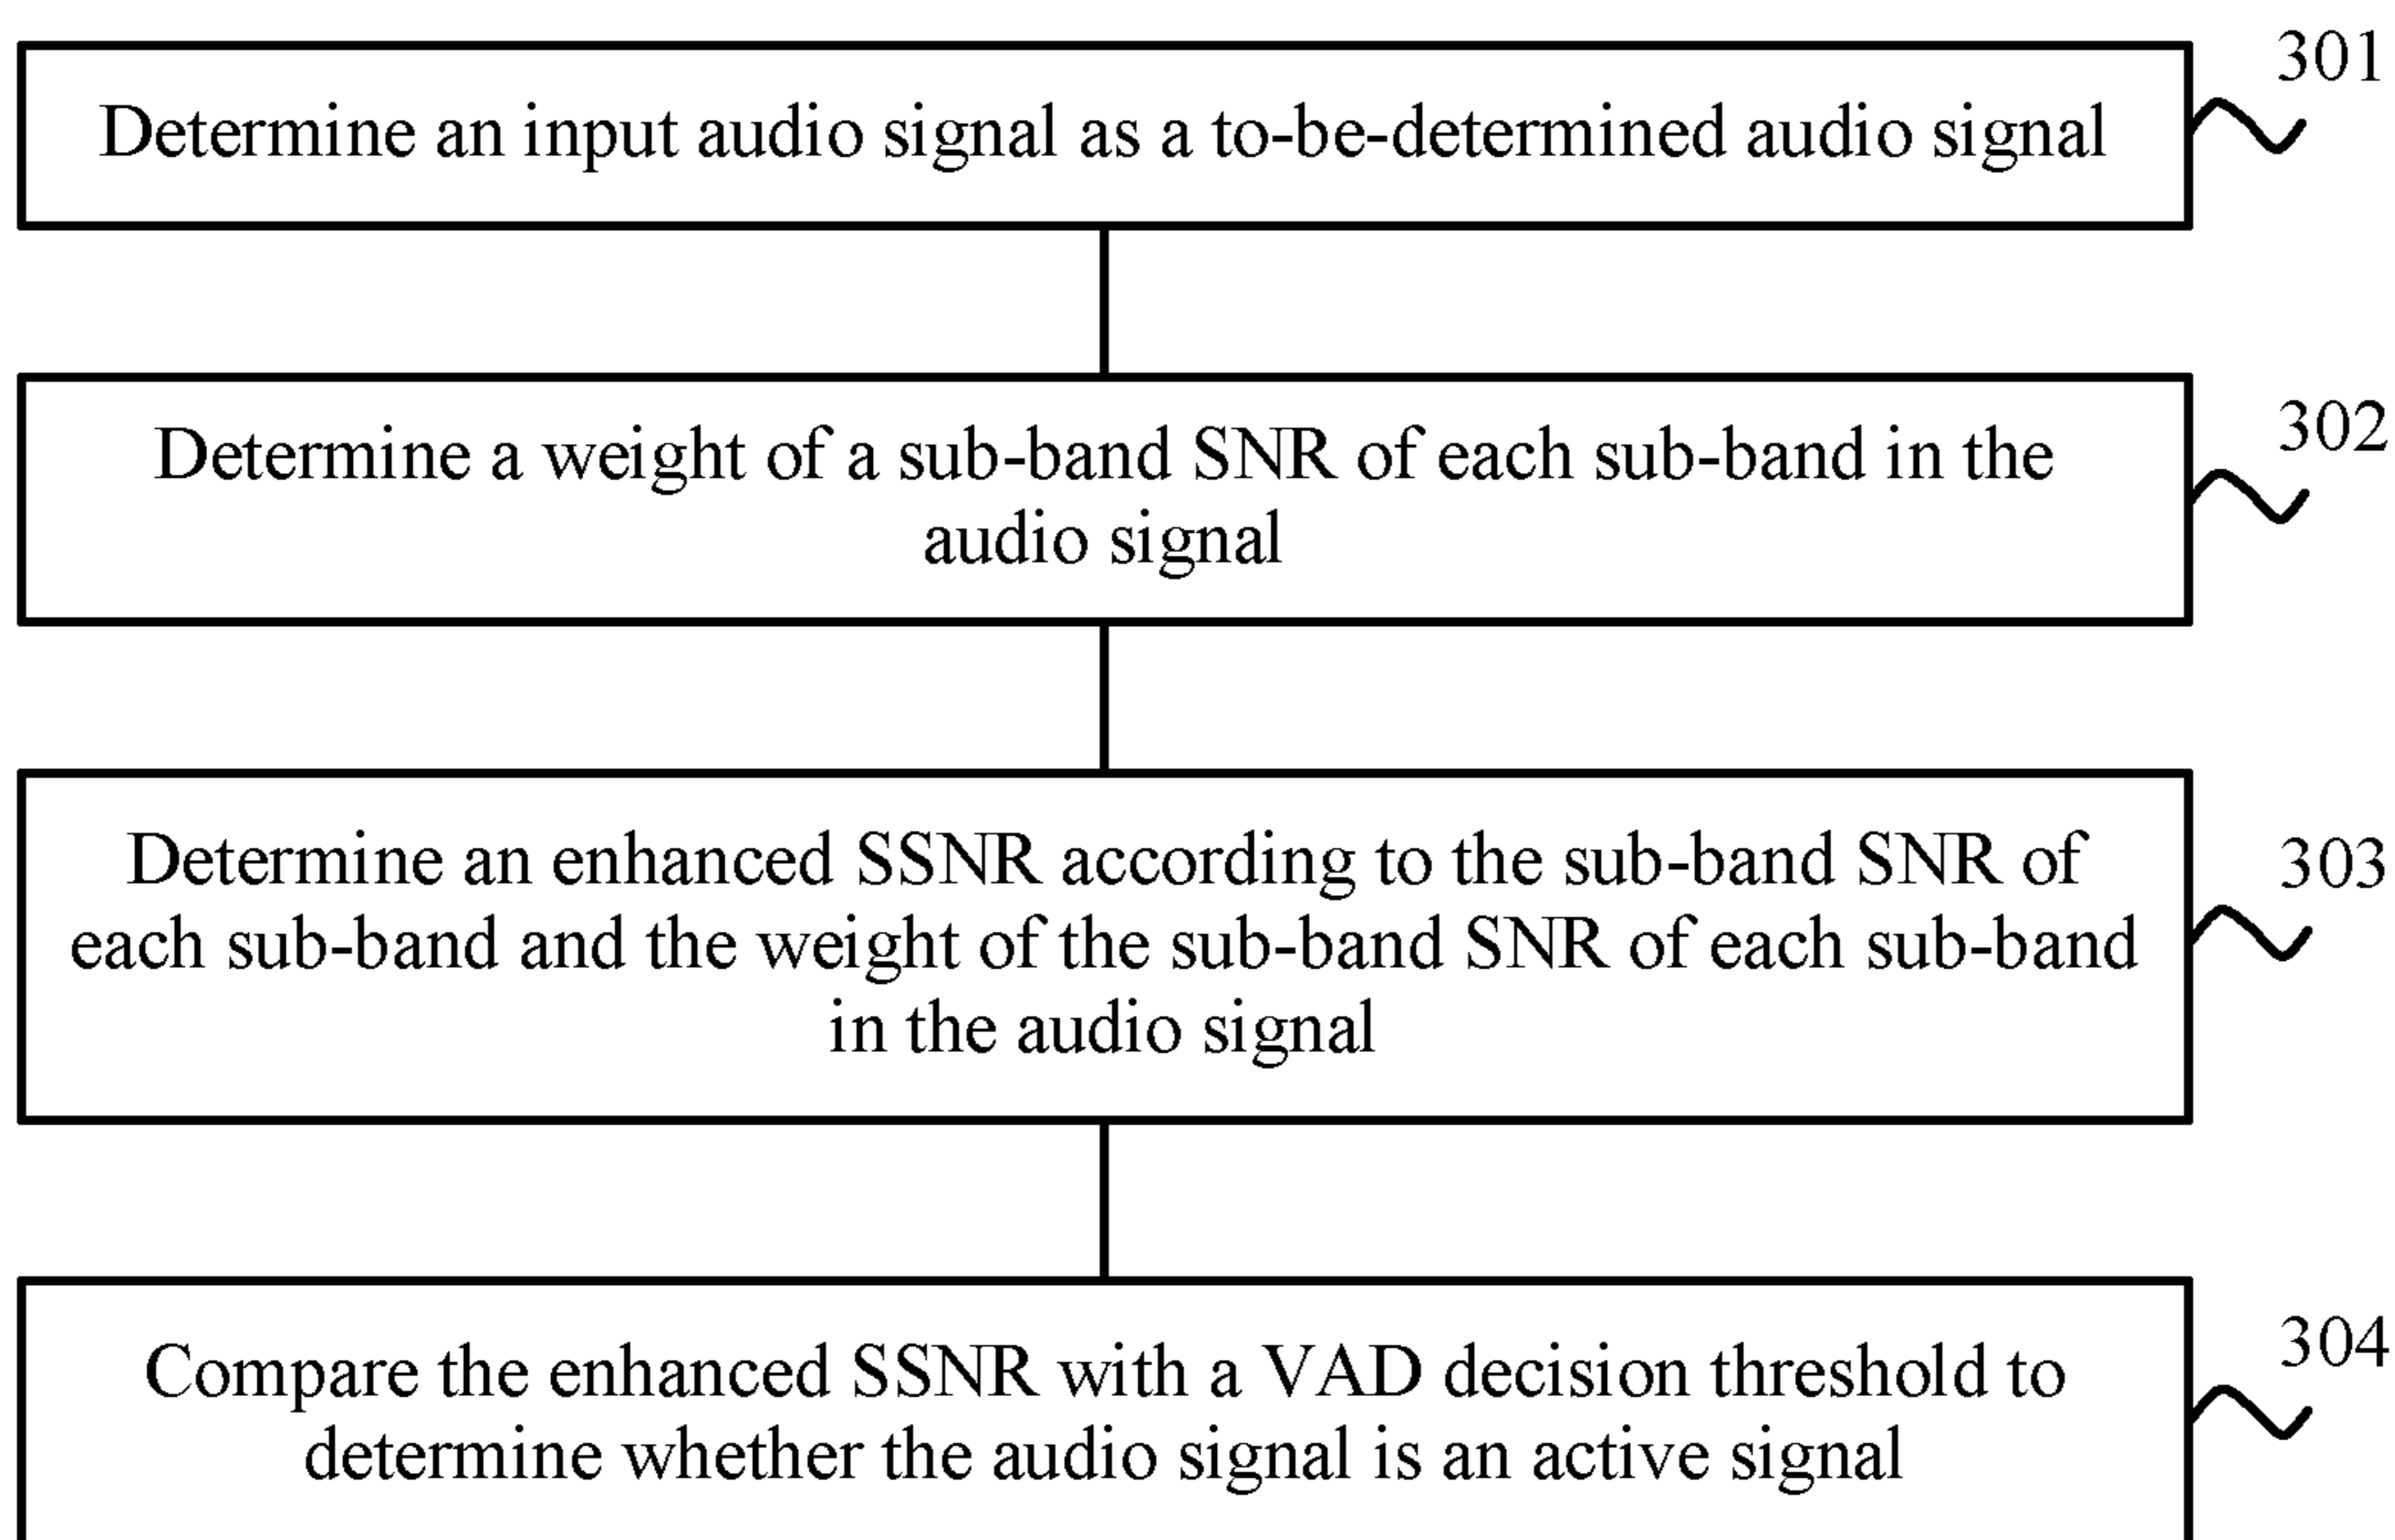 301
Determine an input audio signal as a to-be-determined audio signal
302
Determine a weight of a sub-band SNR of each sub-band in the
audio signal
303
Determine an enhanced SSNR according to the sub-band SNR of
each sub-band and the weight of the sub-band SNR of each sub-band
in the audio signal
304
Compare the enhanced SSNR with a VAD decision threshold to
determine whether the audio signal is an active signal